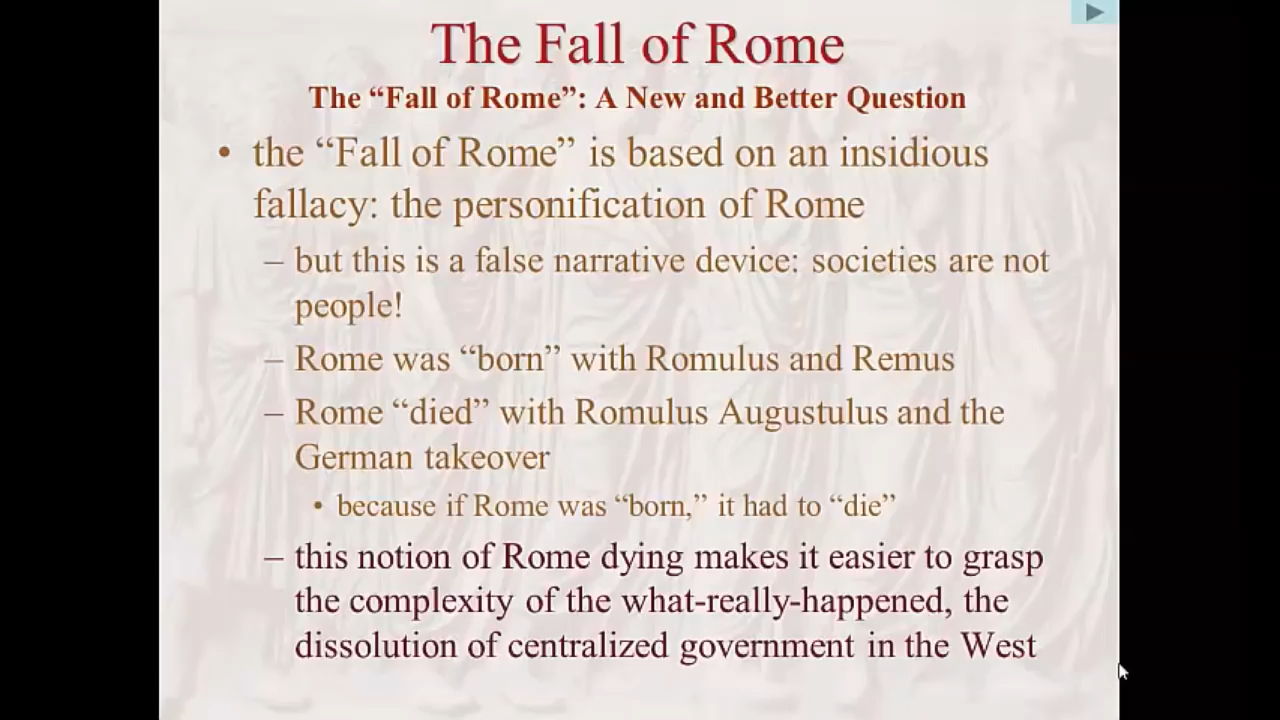 The Fall of Rome
The “Fall of Rome”: A New and Better Question
• the “Fall of Rome” is based on an insidious
fallacy: the personification of Rome
– but this is a false narrative device: societies are not
people!
– Rome was “born” with Romulus and Remus
– Rome “died” with Romulus Augustulus and the
German takeover
• because if Rome was “born,” it had to “die”
– this notion of Rome dying makes it easier to grasp
the complexity of the what-really-happened, the
dissolution of centralized government in the West